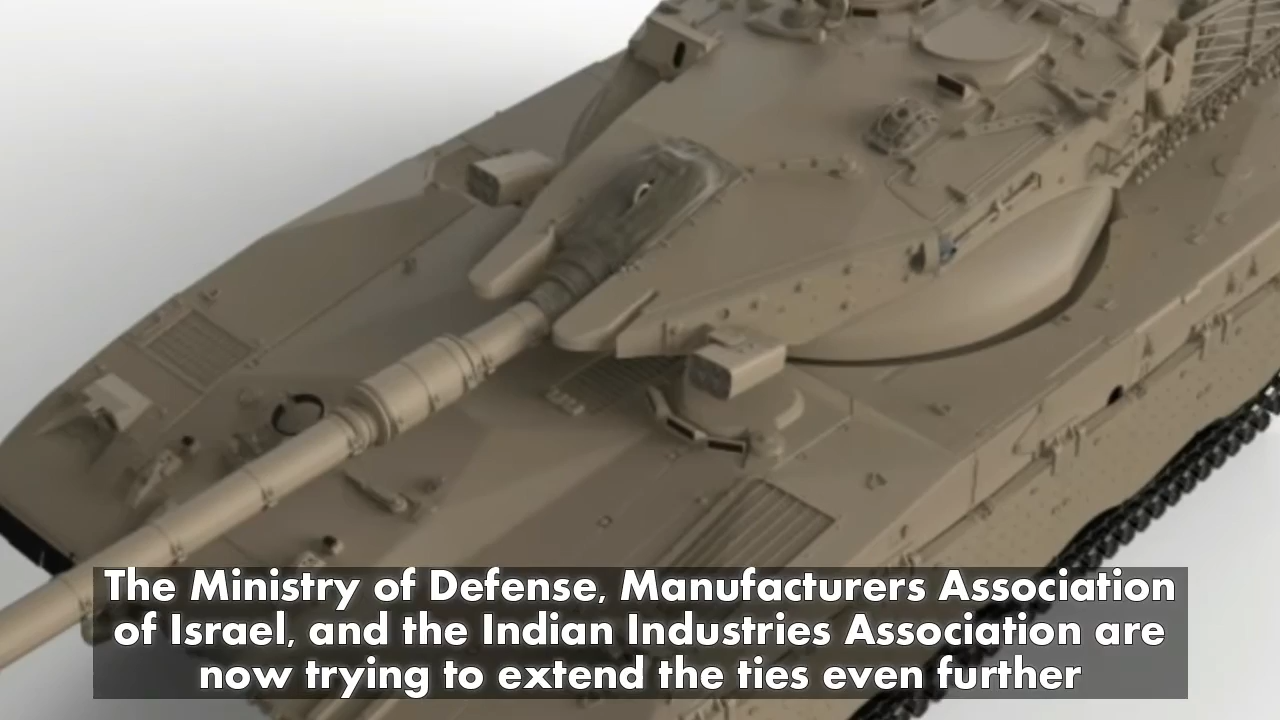 The Ministry of Defense, Manufacturers Association
of Israel, and the Indian Industries Association are
now trying to extend the ties even further